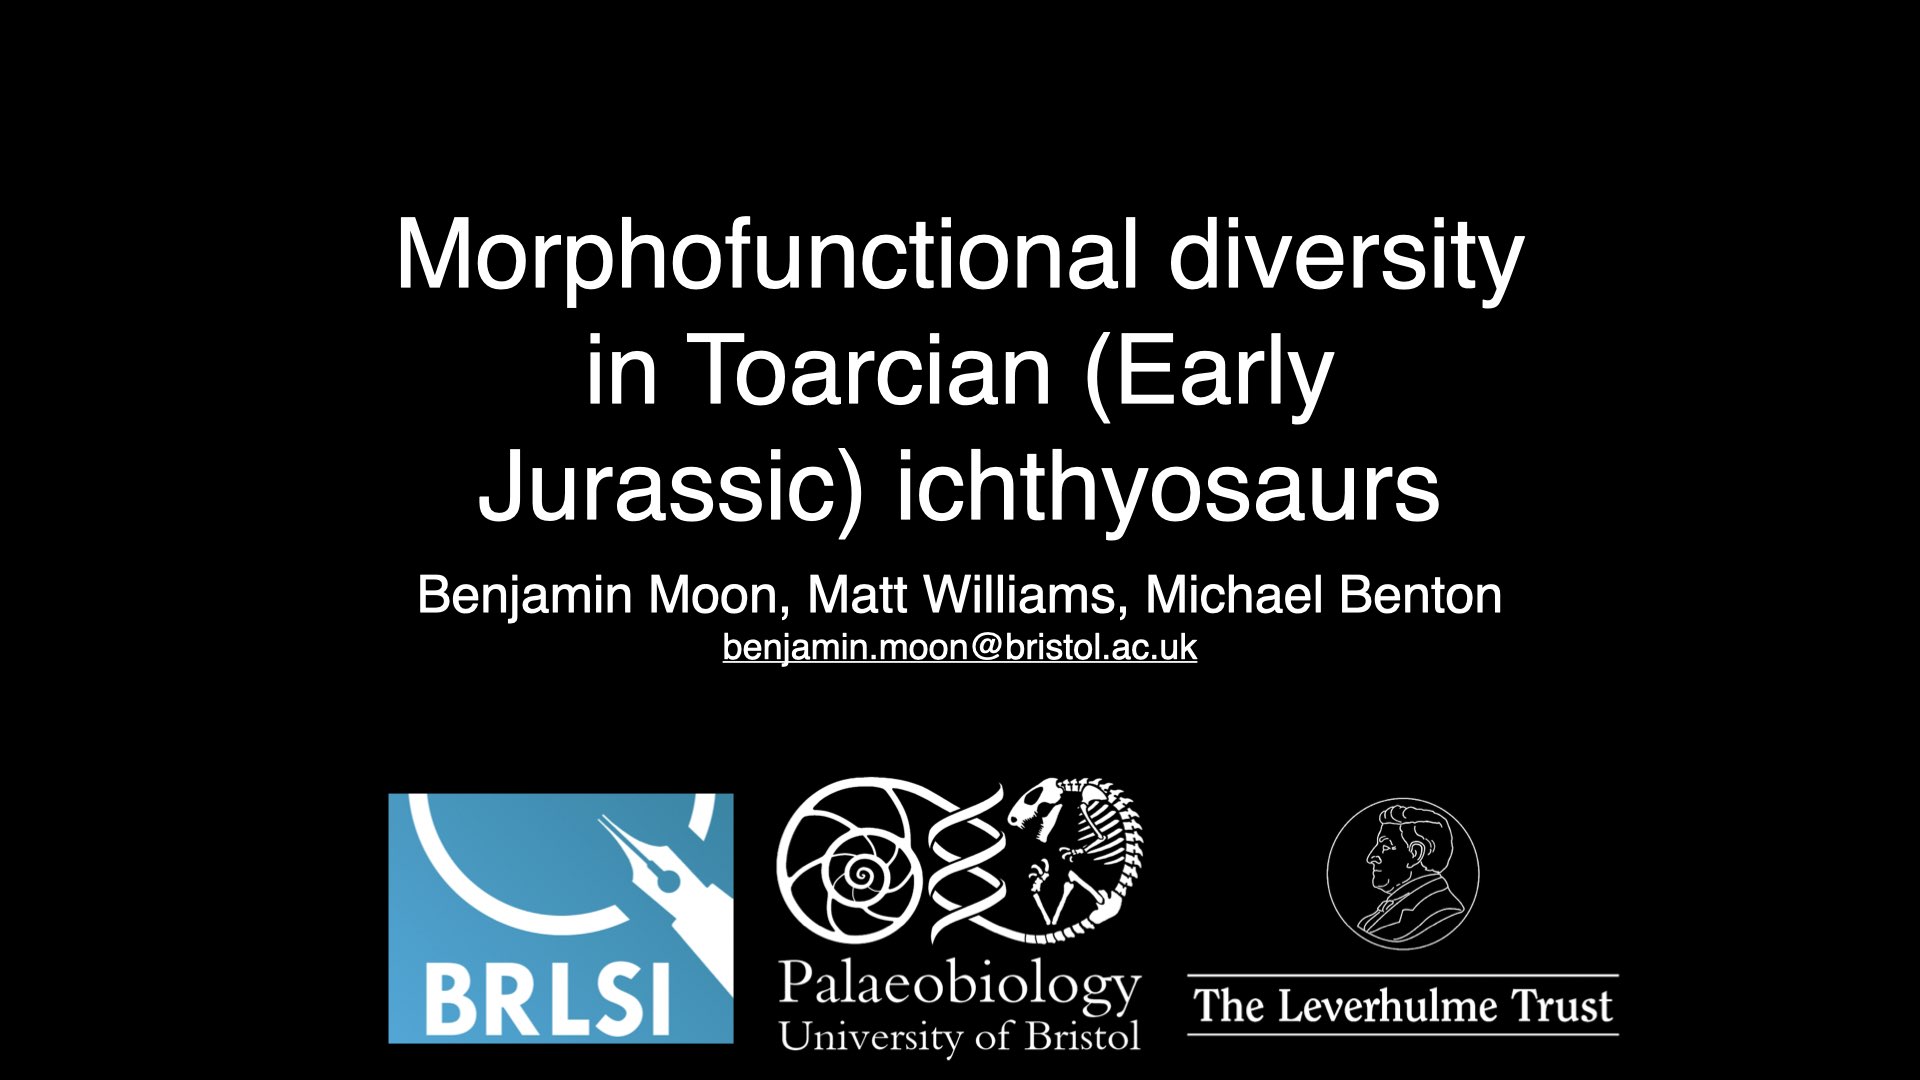 Morphofunctional diversity
in Toarcian (Early
Jurassic) ichthyosaurs
Benjamin Moon, Matt Williams, Michael Benton
benjamin.moon@bristol.ac.uk
BRLSI
Palaeobiology
University of Bristol
The Leverhulme Trust